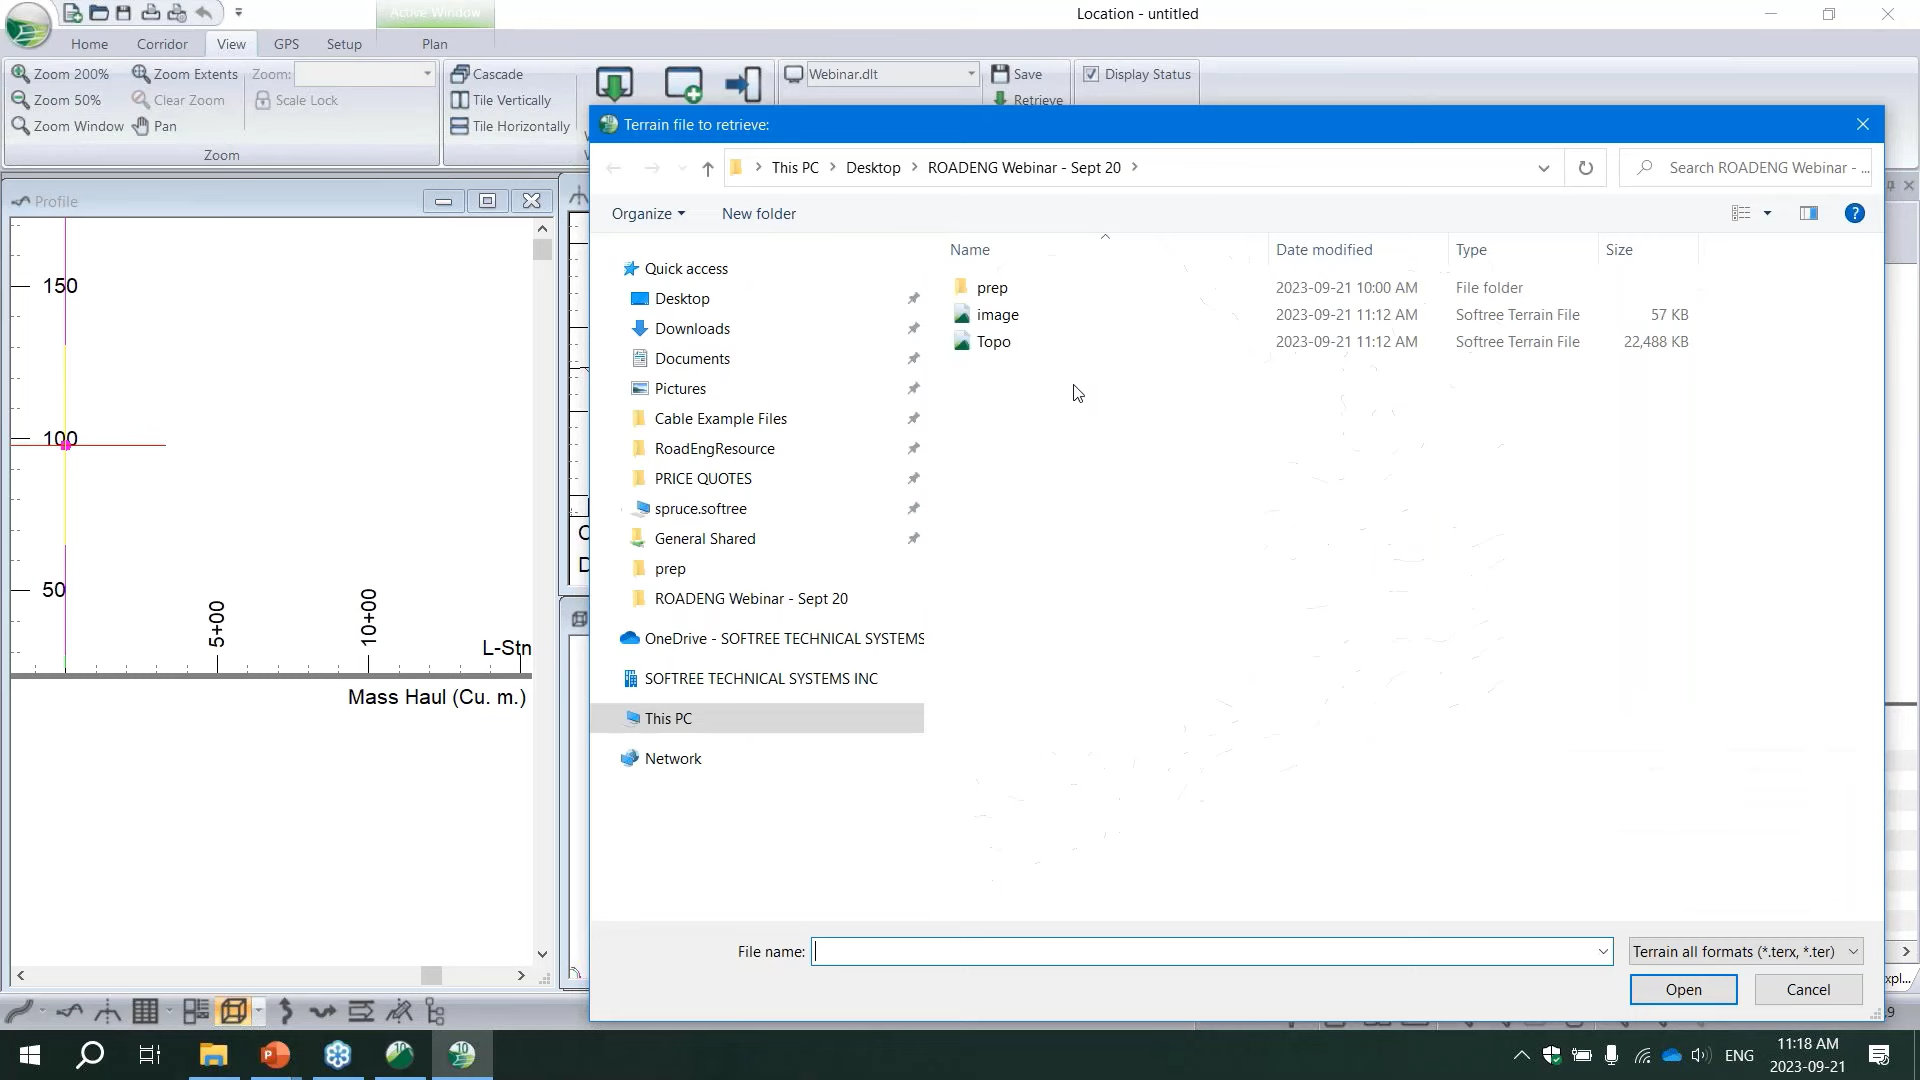 Active Window
Location - untitled
Home
Corridor
View
GPS
Setup
Plan
Zoom 200%
Zoom Extents
Zoom:
Zoom 50%
Clear Zoom
Scale Lock
Zoom Window
Pan
Zoom
Cascade
Tile Vertically
Tile Horizontally
Webinar.dlt
Save
Retrieve
Display Status
Profile
150
100
50
5+00
10+00
L-Stn
Mass Haul (Cu. m.)
Terrain file to retrieve:
This PC
Desktop
ROADENG Webinar - Sept 20
Search ROADENG Webinar - ...
Organize
New folder
Name
Date modified
Type
Size
prep
2023-09-21 10:00 AM
File folder
image
2023-09-21 11:12 AM
Softree Terrain File
57 KB
Topo
2023-09-21 11:12 AM
Softree Terrain File
22,488 KB
Quick access
Desktop
Downloads
Documents
Pictures
Cable Example Files
RoadEngResource
PRICE QUOTES
spruce.softree
General Shared
prep
ROADENG Webinar - Sept 20
OneDrive - SOFTREE TECHNICAL SYSTEMS
SOFTREE TECHNICAL SYSTEMS INC
This PC
Network
File name:
Terrain all formats (*.terx, *.ter)
Open
Cancel
ENG
11:18 AM
2023-09-21